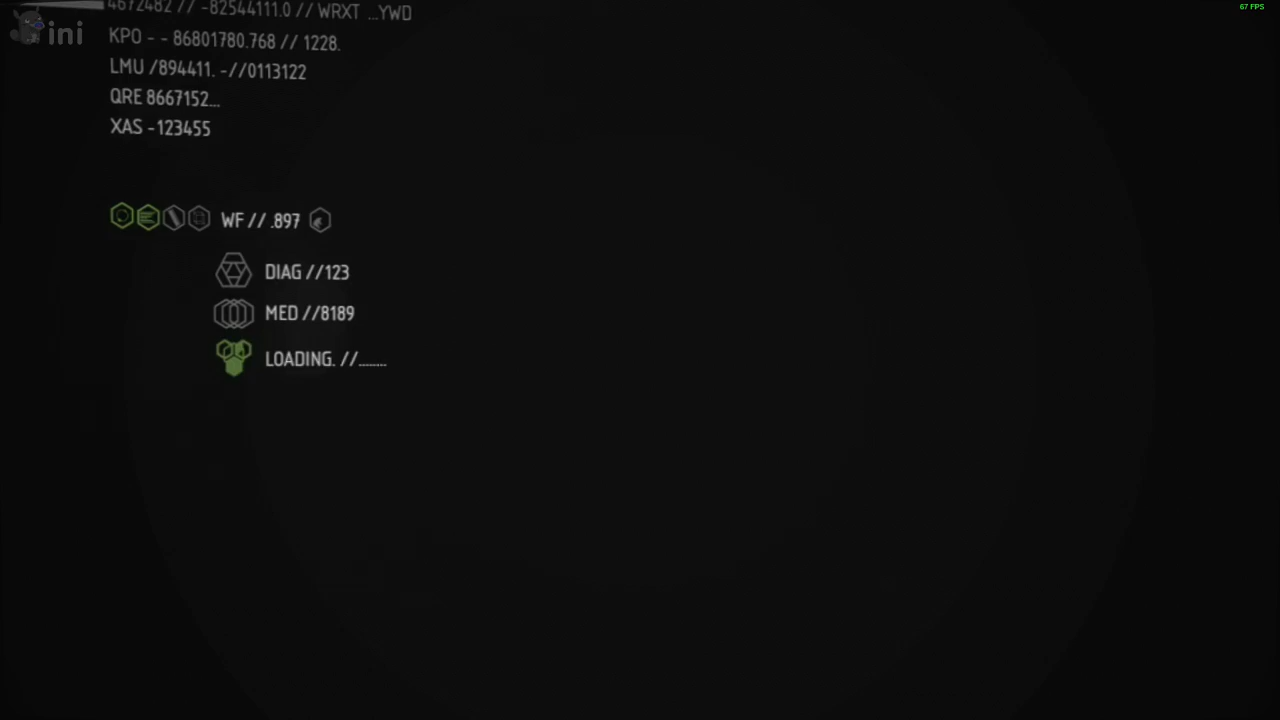 4672482 // -82544111.0 // WRXT ...YWD
67 FPS
ini
KPO - - 86801780.768 // 1228.
LMU /894411. -//0113122
QRE 8667152...
XAS -123455
WF // .897
DIAG //123
MED //8189
LOADING. //.........